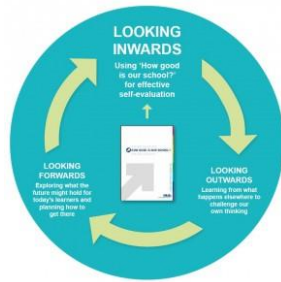 LOOKING
INWARDS
Using 'How good
is our school?'
for effective
self-evaluation
LOOKING
OUTWARDS
Learning from what
happens elsewhere to
challenge our
own thinking
LOOKING
FORWARDS
Exploring what the
future might hold for
today's learners and
planning how to
get there